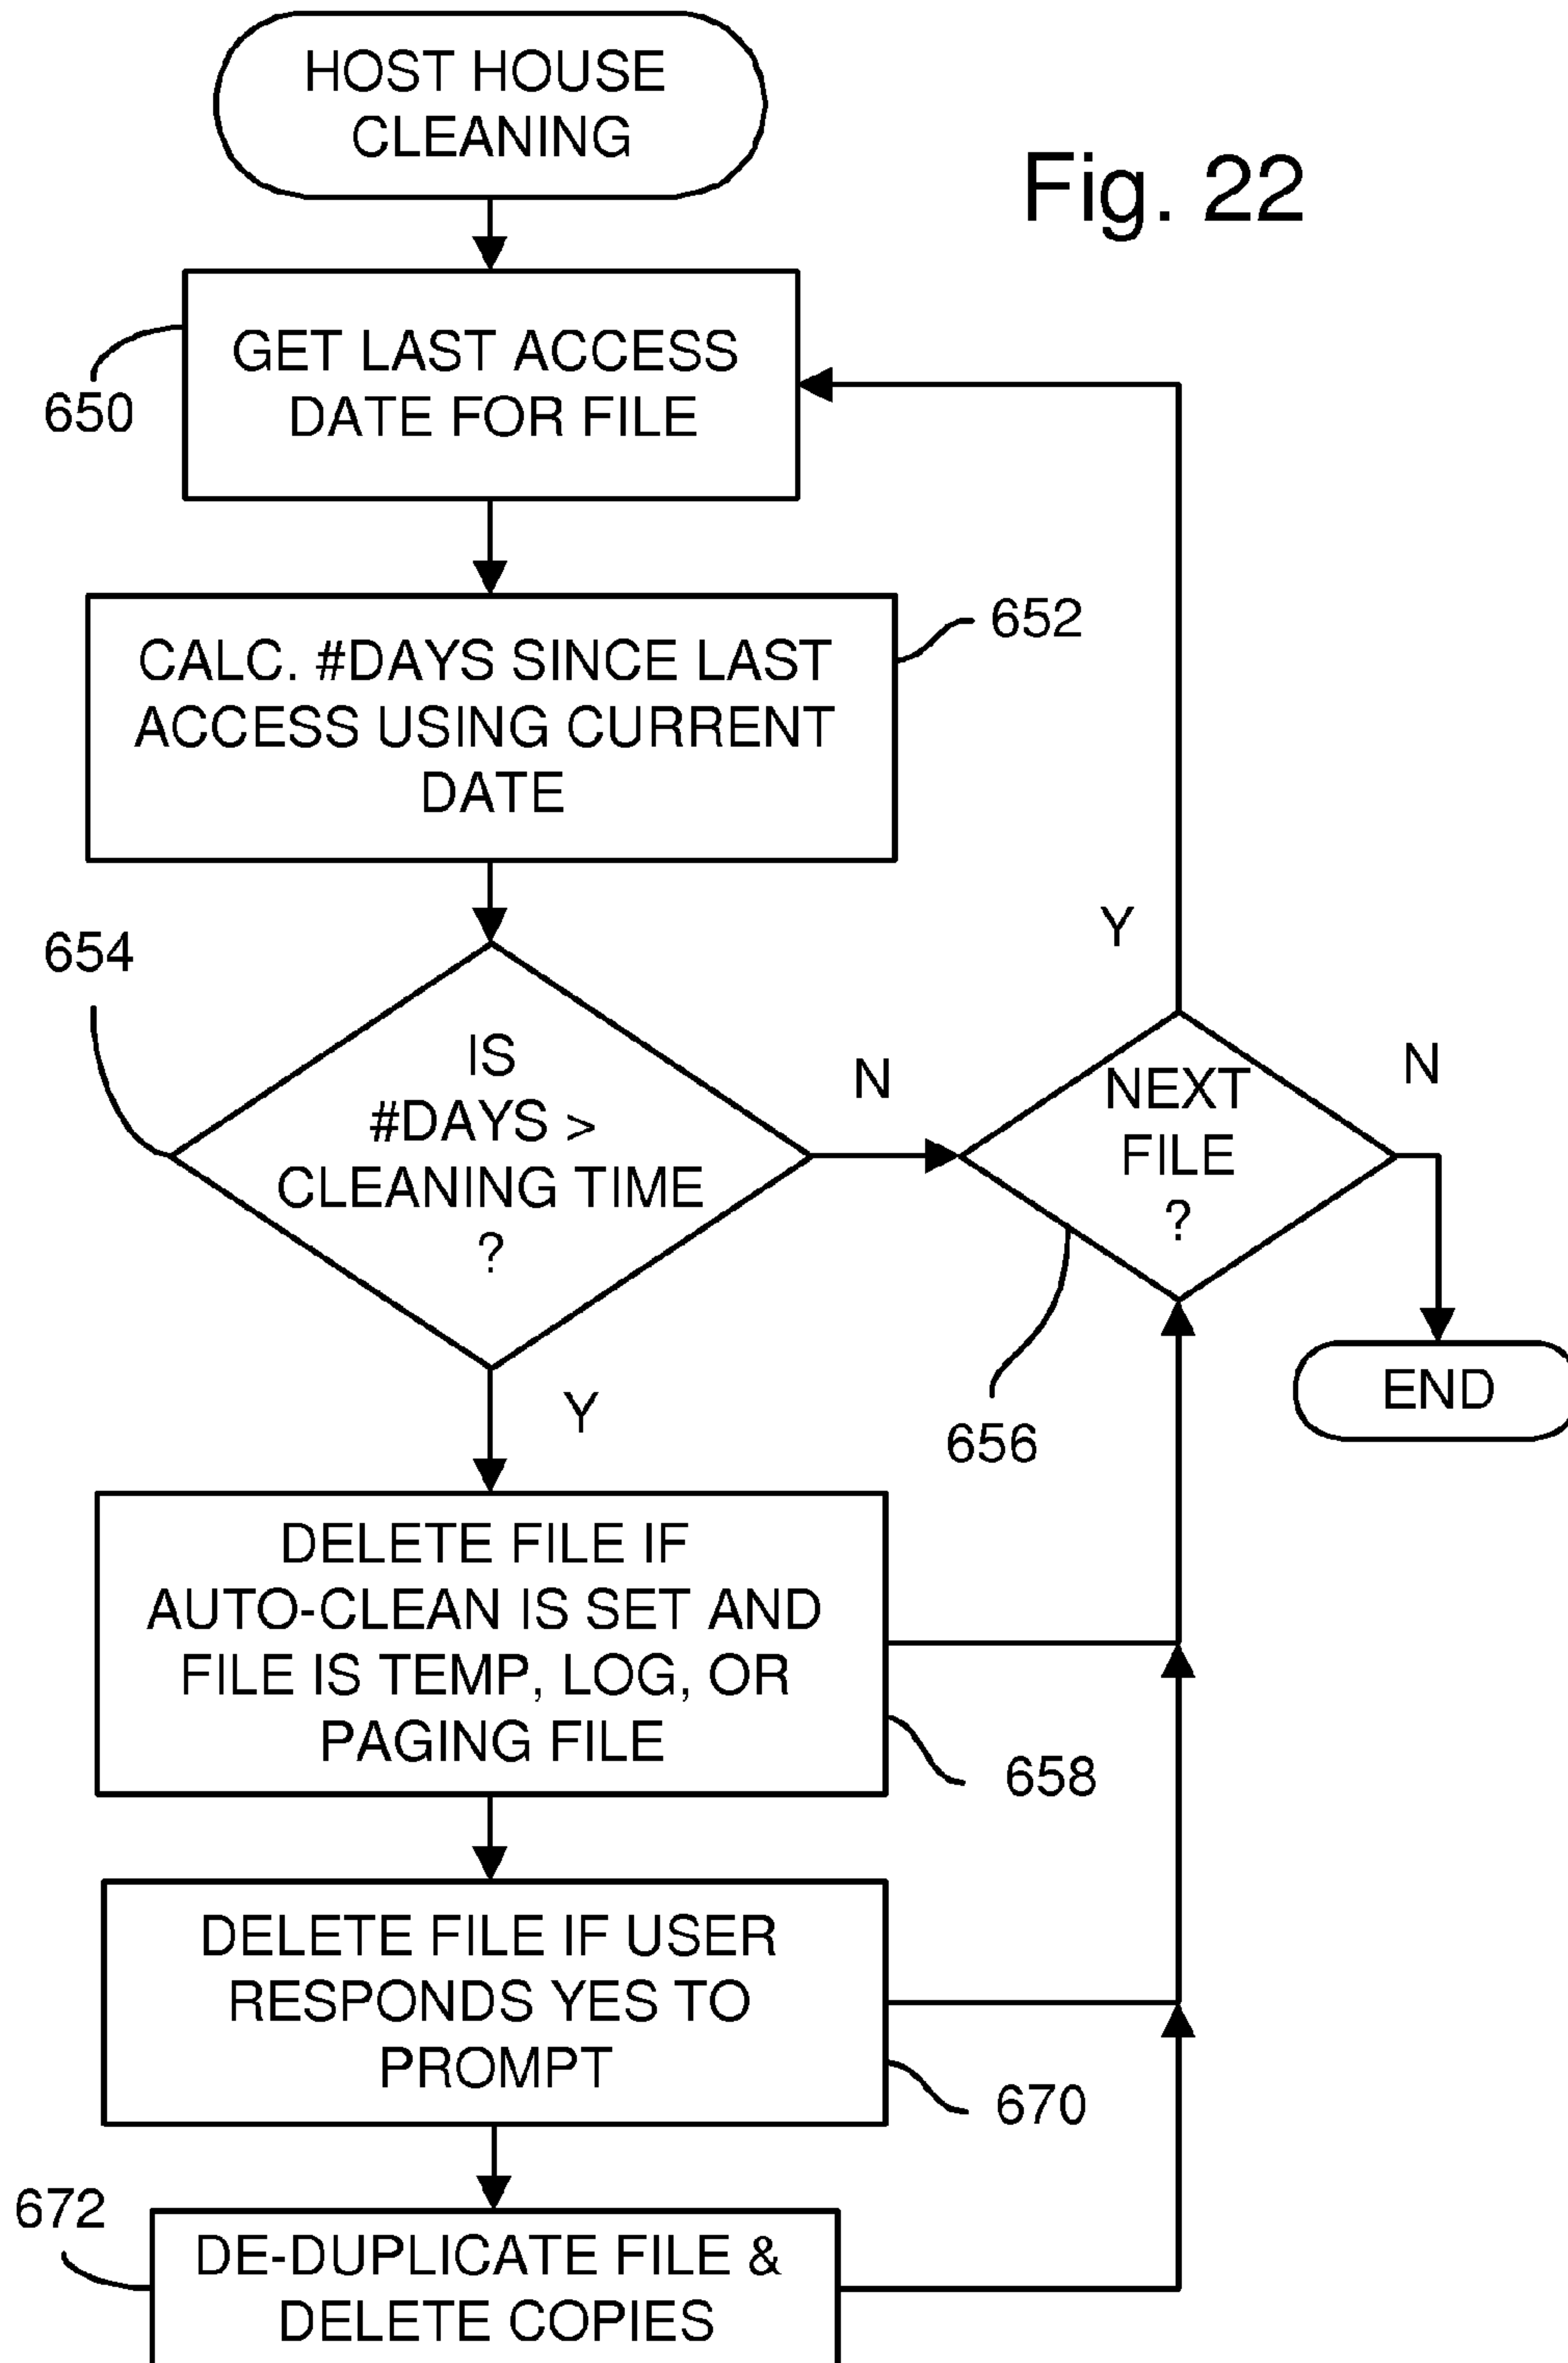 HOST HOUSE
CLEANING
Fig. 22
GET LAST ACCESS
DATE FOR FILE
650
CALC. #DAYS SINCE LAST
ACCESS USING CURRENT
DATE
652
654
IS
#DAYS >
CLEANING TIME
?
N
Y
NEXT
FILE
?
Y
N
656
END
DELETE FILE IF
AUTO-CLEAN IS SET AND
FILE IS TEMP, LOG, OR
PAGING FILE
658
DELETE FILE IF USER
RESPONDS YES TO
PROMPT
670
672
DE-DUPLICATE FILE &
DELETE COPIES